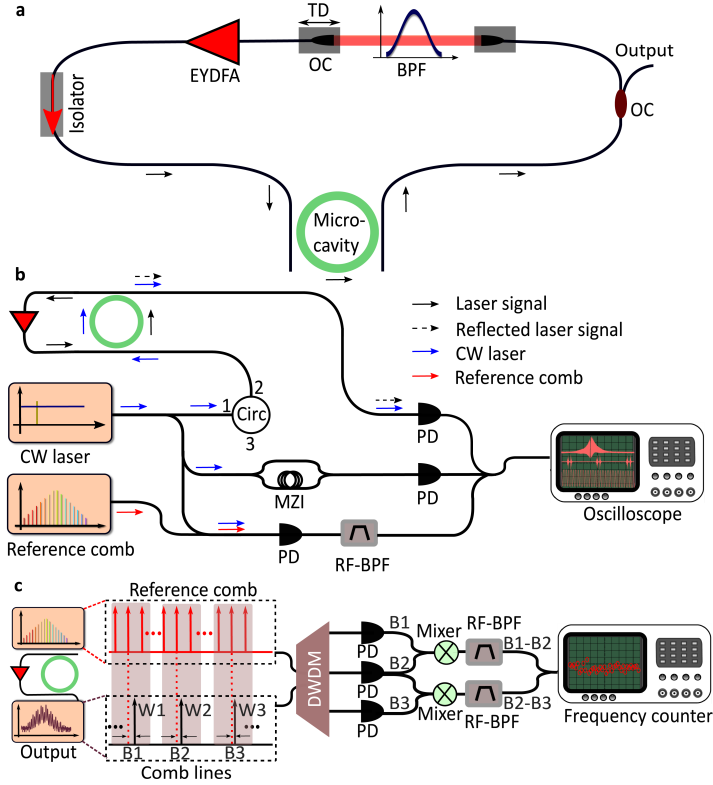 a
TD
OC
BPF
EYDFA
Isolator
Output
OC
Micro-
cavity
b
Laser signal
Reflected laser signal
CW laser
Reference comb
2
1
Circ
3
PD
CW laser
MZI
PD
Oscilloscope
Reference comb
PD
RF-BPF
c
Reference comb
W1
W2
W3
B1
B2
B3
Comb lines
Output
DWDM
B1
PD
B2
PD
B3
PD
Mixer
Mixer
RF-BPF
B1-B2
B2-B3
RF-BPF
Frequency counter